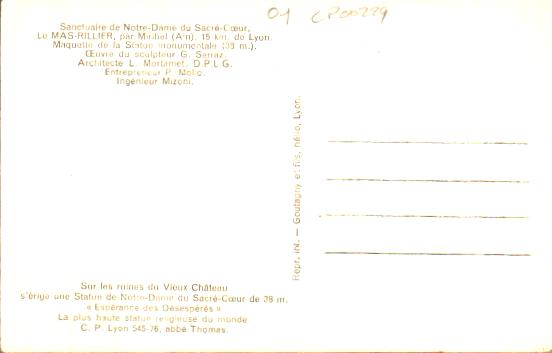 01 CP00279
Sanctuaire de Notre-Dame du Sacré-Cœur,
Le MAS-RILLIER, par Miribel (Ain). 15 km. de Lyon.
Maquette de la Statue monumentale (38 m.).
Œuvre du sculpteur G. Serraz.
Architecte L. Mortamet. D.P.L.G.
Entrepreneur P. Mollo.
Ingénieur Mizoni.
Repr. int. — Goutagny et fils, hélio, Lyon.
Sur les ruines du Vieux Château
s'érige une Statue de Notre-Dame du Sacré-Cœur de 38 m.
« Espérance des Désespérés »
La plus haute statue religieuse du monde
C. P. Lyon 545-76, abbé Thomas.